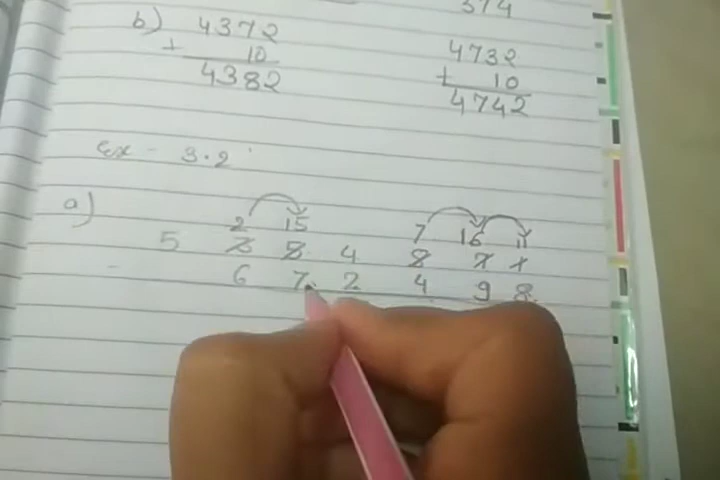 374
b) 4372
+ 10
4382
4732
+ 10
4742
Ex - 3.2
a)
2 15 7 16 11
5 3 5 4 8 7 1
- 6 7 2 4 9 8